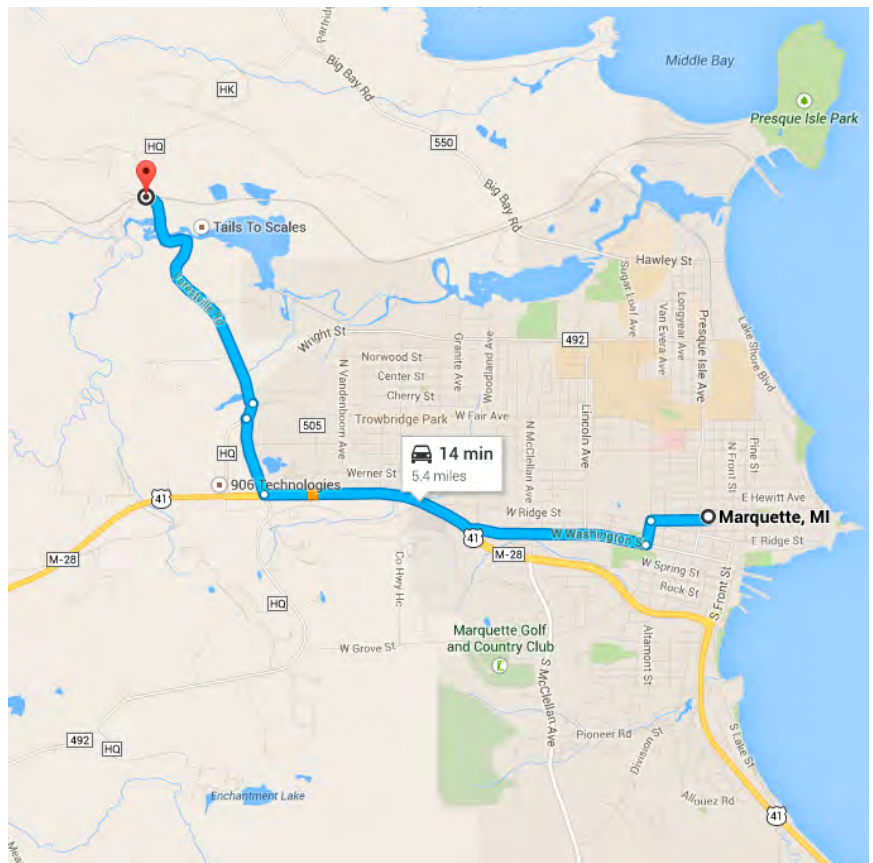 Middle Bay
Presque Isle Park
Big Bay Rd
HK
550
HQ
Big Bay Rd
Tails To Scales
Hawley St
Sugar Loaf Ave
Van Evera Ave
Longyear Ave
Presque Isle Ave
Lake Shore Blvd
Wright St
492
Norwood St
Center St
Cherry St
Granite Ave
Woodland Ave
N Vandenboom Ave
Trowbridge Park
W Fair Ave
505
HQ
Lincoln Ave
N McClellan Ave
N Front St
Pine St
14 min
5.4 miles
Werner St
906 Technologies
41
E Hewitt Ave
W Ridge St
Marquette, MI
W Washington S
E Ridge St
41
M-28
M-28
W Spring St
Rock St
S Front St
Co Hwy Hc
HQ
W Grove St
Marquette Golf
and Country Club
Altamont St
S McClellan Ave
492
HQ
Pioneer Rd
Division St
S Lake St
Enchantment Lake
Allouez Rd
41